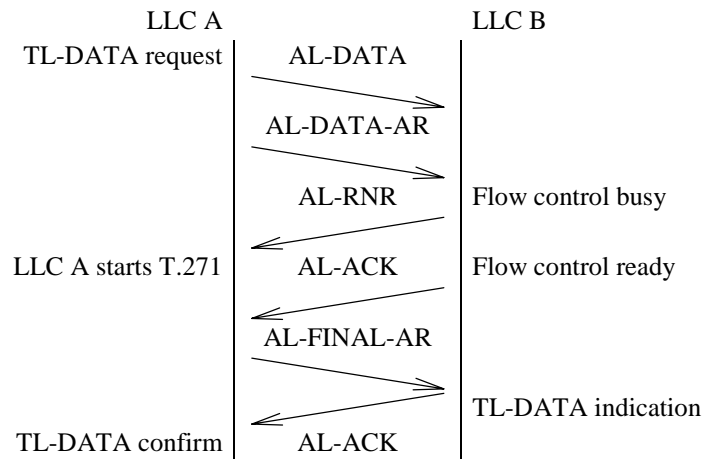 LLC A LLC B
TL-DATA request AL-DATA
AL-DATA-AR
AL-RNR Flow control busy
LLC A starts T.271 AL-ACK Flow control ready
AL-FINAL-AR
TL-DATA indication
TL-DATA confirm AL-ACK